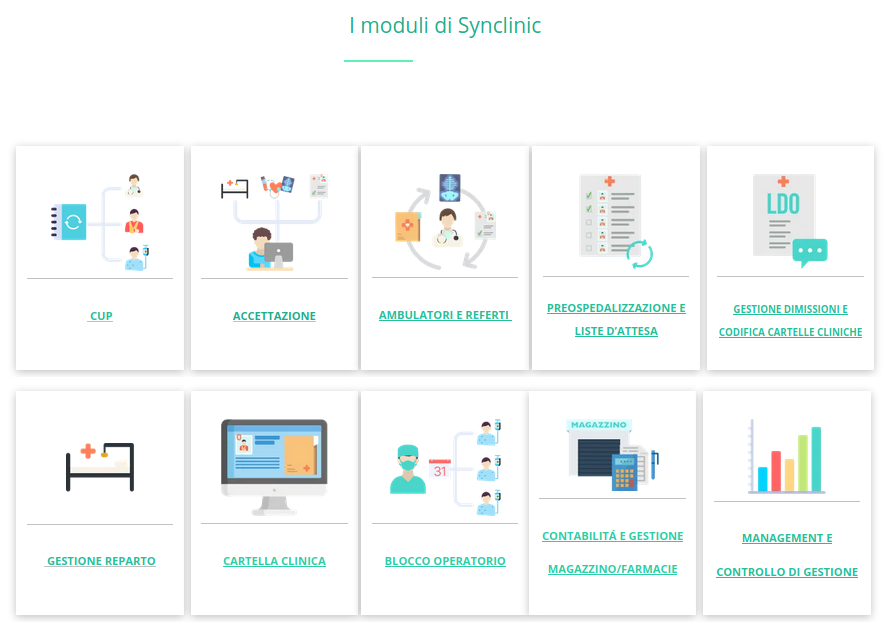 I moduli di Synclinic
LDO
CUP
ACCETTAZIONE
AMBULATORI E REFERTI
PREOSPEDALIZZAZIONE E
LISTE D'ATTESA
GESTIONE DIMISSIONI E
CODIFICA CARTELLE CLINICHE
MAGAZZINO
31
GESTIONE REPARTO
CARTELLA CLINICA
BLOCCO OPERATORIO
CONTABILITÁ E GESTIONE
MAGAZZINO/FARMACIE
MANAGEMENT E
CONTROLLO DI GESTIONE